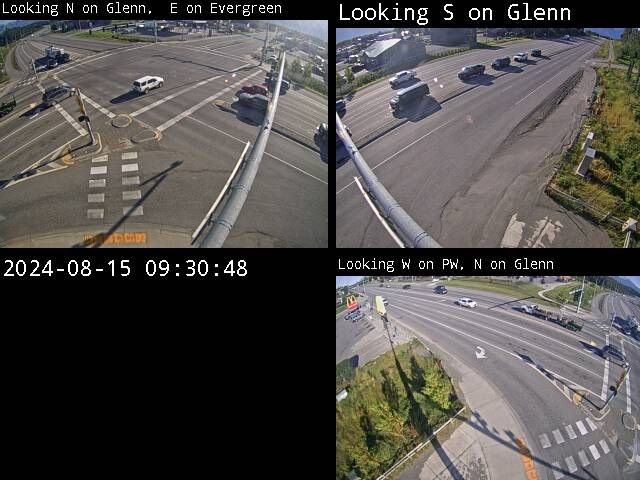 Looking N on Glenn,  E on Evergreen
Looking S on Glenn
2024-08-15 09:30:48
Looking W on PW, N on Glenn